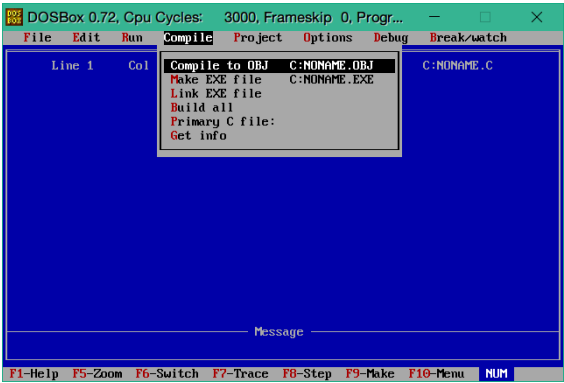 DOS
BOX DOSBox 0.72, Cpu Cycles: 3000, Frameskip 0, Progr...
File Edit Run Compile Project Options Debug Break/watch
Line 1 Col C:NONAME.C
Compile to OBJ C:NONAME.OBJ
Make EXE file C:NONAME.EXE
Link EXE file
Build all
Primary C file:
Get info
Message
F1-Help F5-Zoom F6-Switch F7-Trace F8-Step F9-Make F10-Menu NUM